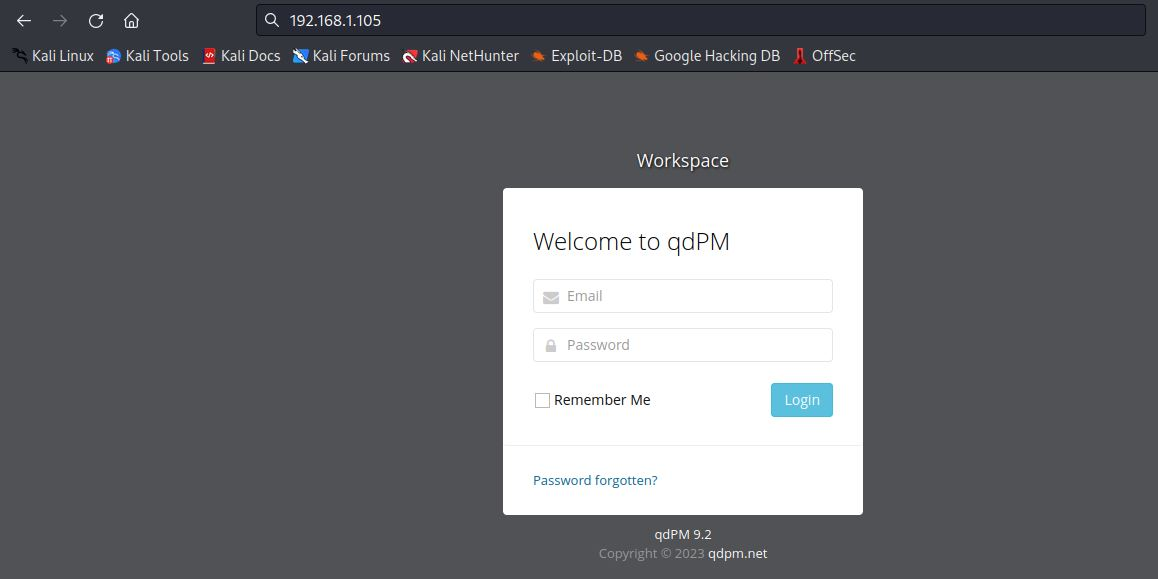 192.168.1.105
Kali Linux Kali Tools Kali Docs Kali Forums Kali NetHunter Exploit-DB Google Hacking DB OffSec
Workspace
Welcome to qdPM
Email
Password
Remember Me Login
Password forgotten?
qdPM 9.2
Copyright © 2023 qdpm.net